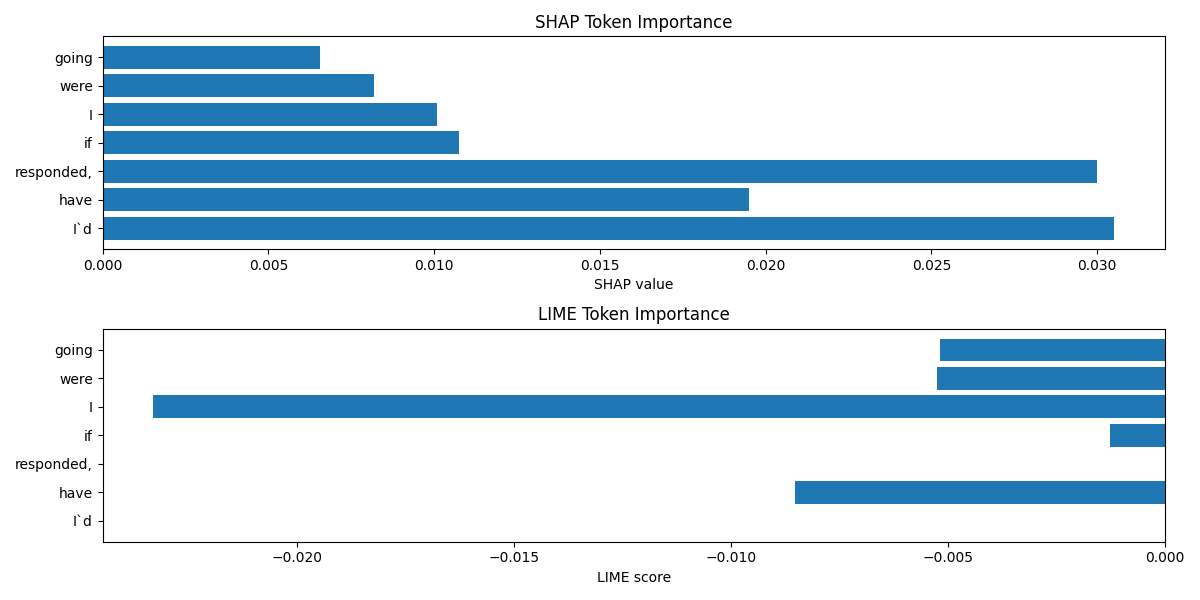 SHAP Token Importance
going
were
I
if
responded,
have
I`d
0.000 0.005 0.010 0.015 0.020 0.025 0.030
SHAP value
LIME Token Importance
going
were
I
if
responded,
have
I`d
−0.020 −0.015 −0.010 −0.005 0.000
LIME score